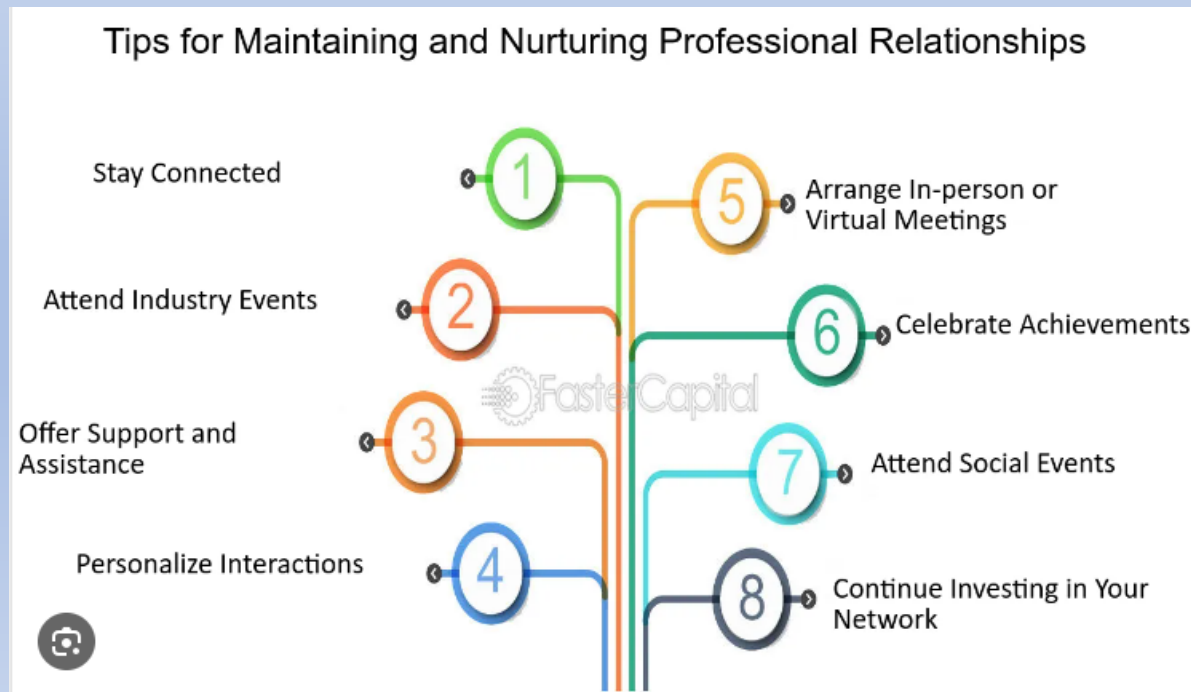 Tips for Maintaining and Nurturing Professional Relationships
Stay Connected
1
5
Arrange In-person or
Virtual Meetings
Attend Industry Events
2
6
Celebrate Achievements
FasterCapital
Offer Support and
Assistance
3
7
Attend Social Events
Personalize Interactions
4
8
Continue Investing in Your
Network